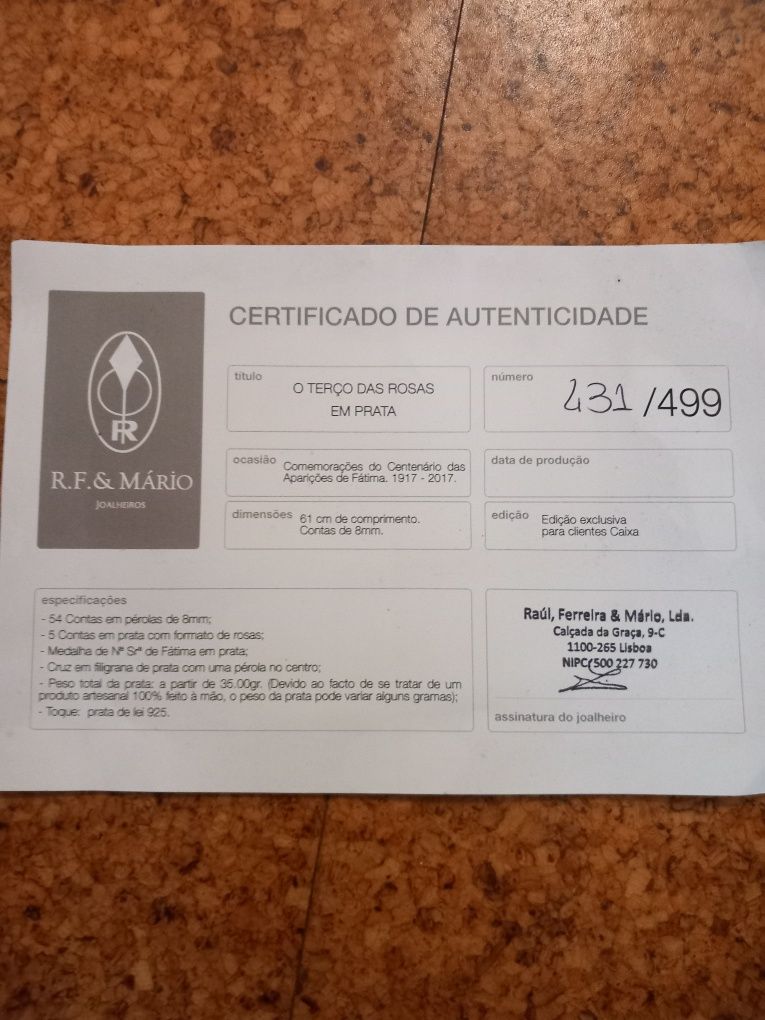 CERTIFICADO DE AUTENTICIDADE
R
R.F. & MÁRIO
JOALHEIROS
título
O TERÇO DAS ROSAS
EM PRATA
número
431 /499
ocasião
Comemorações do Centenário das
Aparições de Fátima. 1917 - 2017.
data de produção
dimensões
61 cm de comprimento.
Contas de 8mm.
edição
Edição exclusiva
para clientes Caixa
especificações
- 54 Contas em pérolas de 8mm;
- 5 Contas em prata com formato de rosas;
- Medalha de Nª Srª de Fátima em prata;
- Cruz em filigrana de prata com uma pérola no centro;
- Peso total da prata: a partir de 35.00gr. (Devido ao facto de se tratar de um
produto artesanal 100% feito à mão, o peso da prata pode variar alguns gramas);
- Toque: prata de lei 925.
Raúl, Ferreira & Mário, Lda.
Calçada da Graça, 9-C
1100-265 Lisboa
NIPC 500 227 730
assinatura do joalheiro